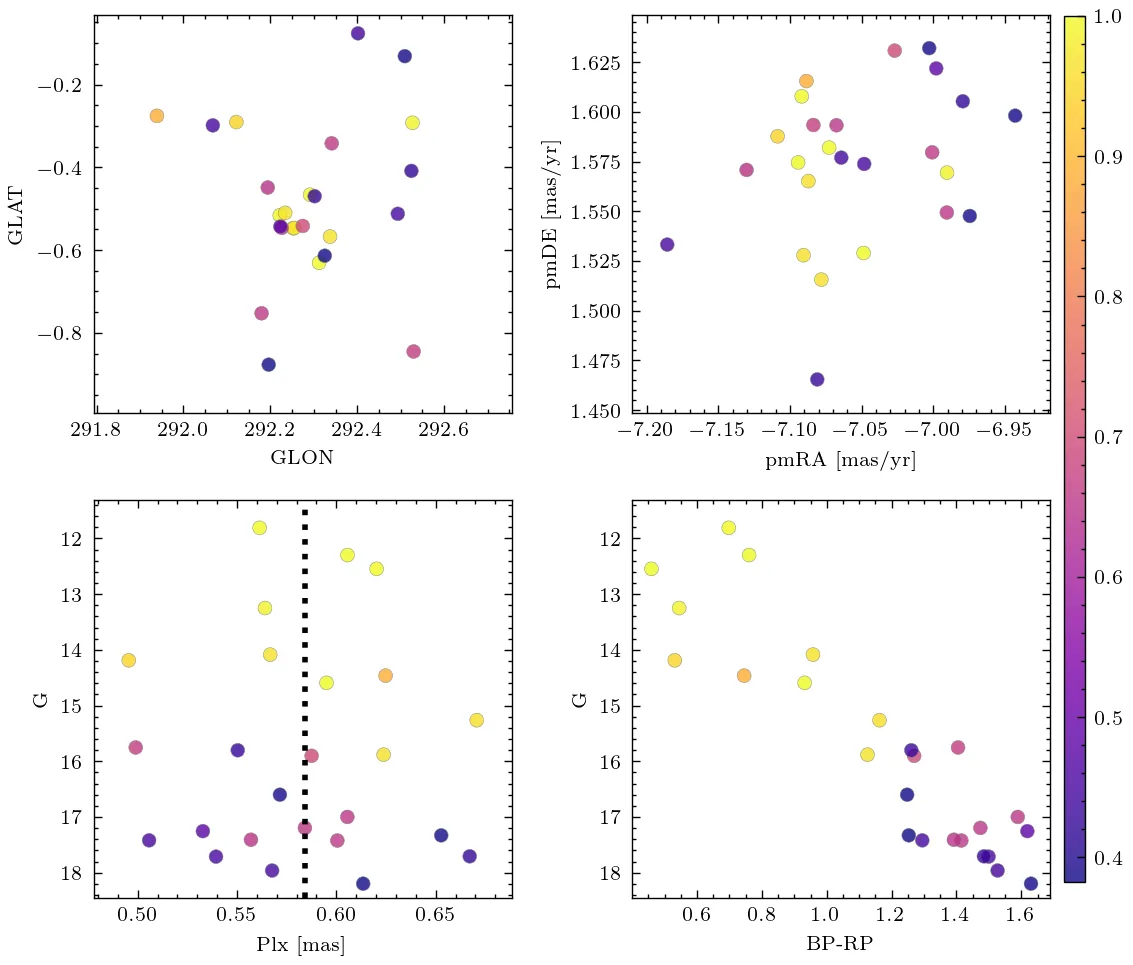 −0.2
−0.4
−0.6
−0.8
GLAT
291.8 292.0 292.2 292.4 292.6
GLON
1.625
1.600
1.575
1.550
1.525
1.500
1.475
1.450
pmDE [mas/yr]
−7.20 −7.15 −7.10 −7.05 −7.00 −6.95
pmRA [mas/yr]
12
13
14
15
16
17
18
G
0.50 0.55 0.60 0.65
Plx [mas]
12
13
14
15
16
17
18
G
0.6 0.8 1.0 1.2 1.4 1.6
BP-RP
1.0
0.9
0.8
0.7
0.6
0.5
0.4